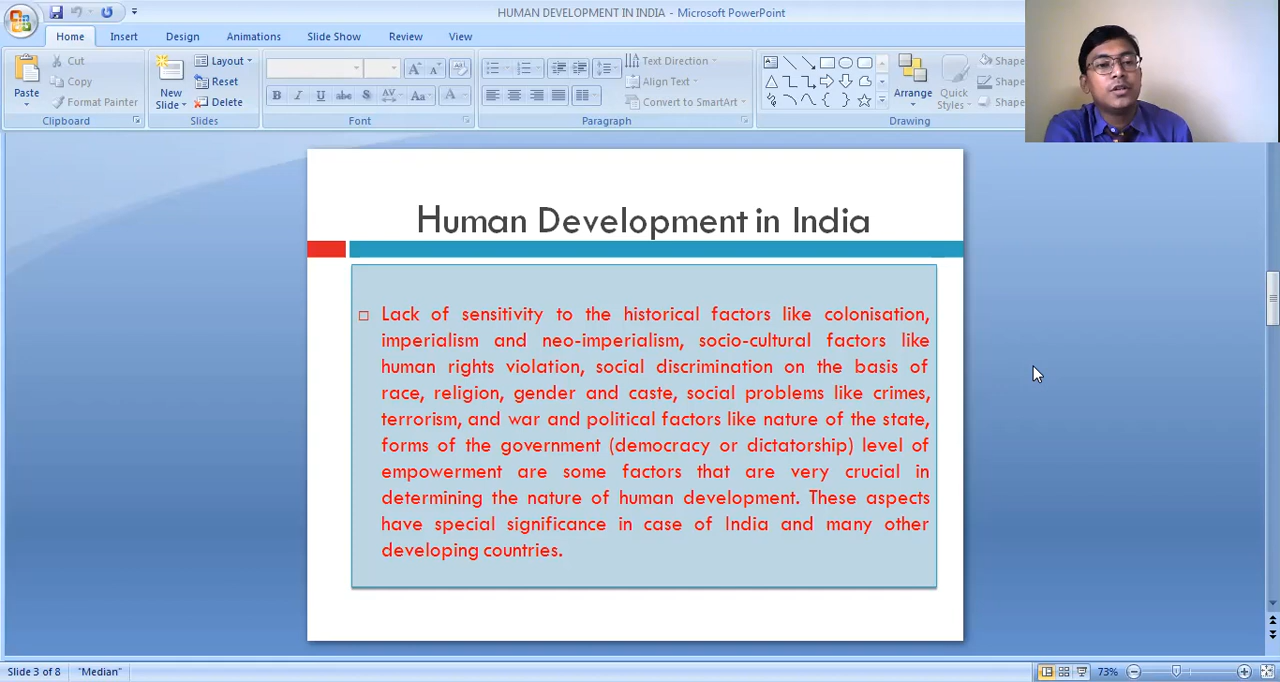 HUMAN DEVELOPMENT IN INDIA - Microsoft PowerPoint
Home Insert Design Animations Slide Show Review View
Paste
Cut
Copy
Format Painter
Clipboard
New Slide
Layout
Reset
Delete
Slides
B I U abc S AV Aa A
Font
Text Direction
Align Text
Convert to SmartArt
Paragraph
Arrange
Quick Styles
Shape
Shape
Shape
Drawing
Human Development in India
Lack of sensitivity to the historical factors like colonisation,
imperialism and neo-imperialism, socio-cultural factors like
human rights violation, social discrimination on the basis of
race, religion, gender and caste, social problems like crimes,
terrorism, and war and political factors like nature of the state,
forms of the government (democracy or dictatorship) level of
empowerment are some factors that are very crucial in
determining the nature of human development. These aspects
have special significance in case of India and many other
developing countries.
Slide 3 of 8 "Median" 73%